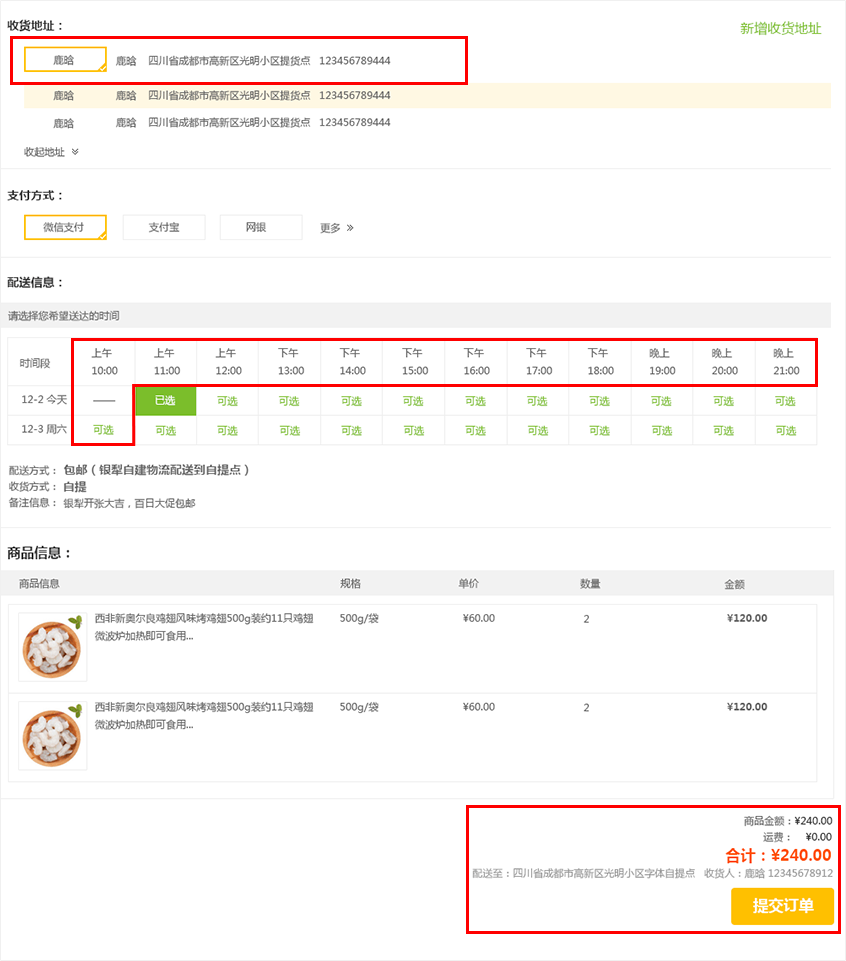 收货地址：
新增收货地址
鹿晗 鹿晗 四川省成都市高新区光明小区提货点 123456789444
鹿晗 鹿晗 四川省成都市高新区光明小区提货点 123456789444
鹿晗 鹿晗 四川省成都市高新区光明小区提货点 123456789444
收起地址
支付方式：
微信支付 支付宝 网银 更多 »
配送信息：
请选择您希望送达的时间
时间段 上午 上午 上午 下午 下午 下午 下午 下午 下午 晚上 晚上 晚上
10:00 11:00 12:00 13:00 14:00 15:00 16:00 17:00 18:00 19:00 20:00 21:00
12-2 今天 —— 已选 可选 可选 可选 可选 可选 可选 可选 可选 可选 可选
12-3 周六 可选 可选 可选 可选 可选 可选 可选 可选 可选 可选 可选 可选
配送方式： 包邮（银犁自建物流配送到自提点）
收货方式： 自提
备注信息： 银犁开张大吉，百日大促包邮
商品信息：
商品信息 规格 单价 数量 金额
西非新奥尔良鸡翅风味烤鸡翅500g装约11只鸡翅 500g/袋 ¥60.00 2 ¥120.00
微波炉加热即可食用...
西非新奥尔良鸡翅风味烤鸡翅500g装约11只鸡翅 500g/袋 ¥60.00 2 ¥120.00
微波炉加热即可食用...
商品金额：¥240.00
运费： ¥0.00
合计：¥240.00
配送至：四川省成都市高新区光明小区字体自提点 收货人：鹿晗 12345678912
提交订单